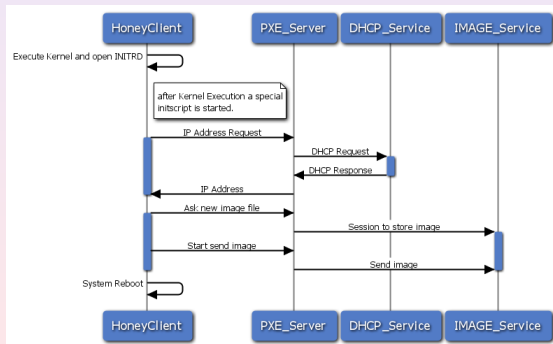 HoneyClient
PXE_Server
DHCP_Service
IMAGE_Service
Execute Kernel and open INITRD
after Kernel Execution a special
initscript is started.
IP Address Request
DHCP Request
DHCP Response
IP Address
Ask new image file
Session to store image
Start send image
Send image
System Reboot
HoneyClient
PXE_Server
DHCP_Service
IMAGE_Service